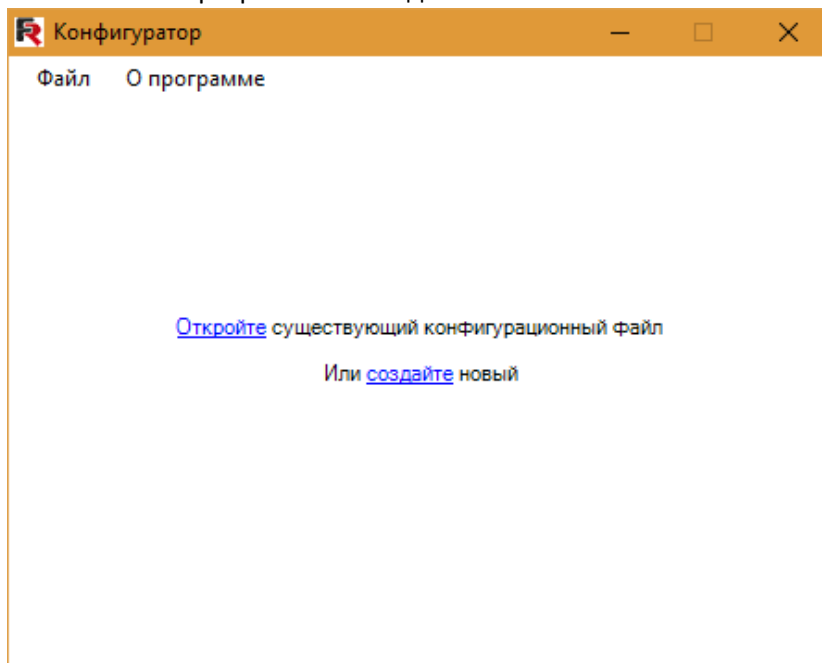 Конфигуратор
Файл О программе
Откройте существующий конфигурационный файл
Или создайте новый